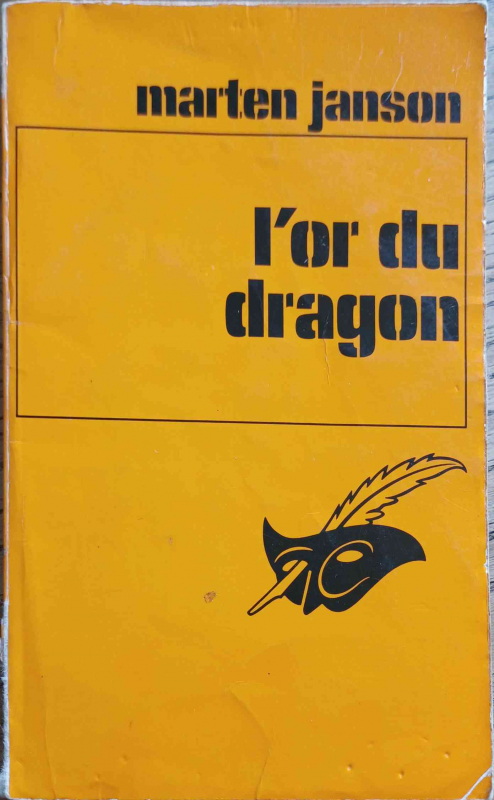 marten janson
l'or du
dragon